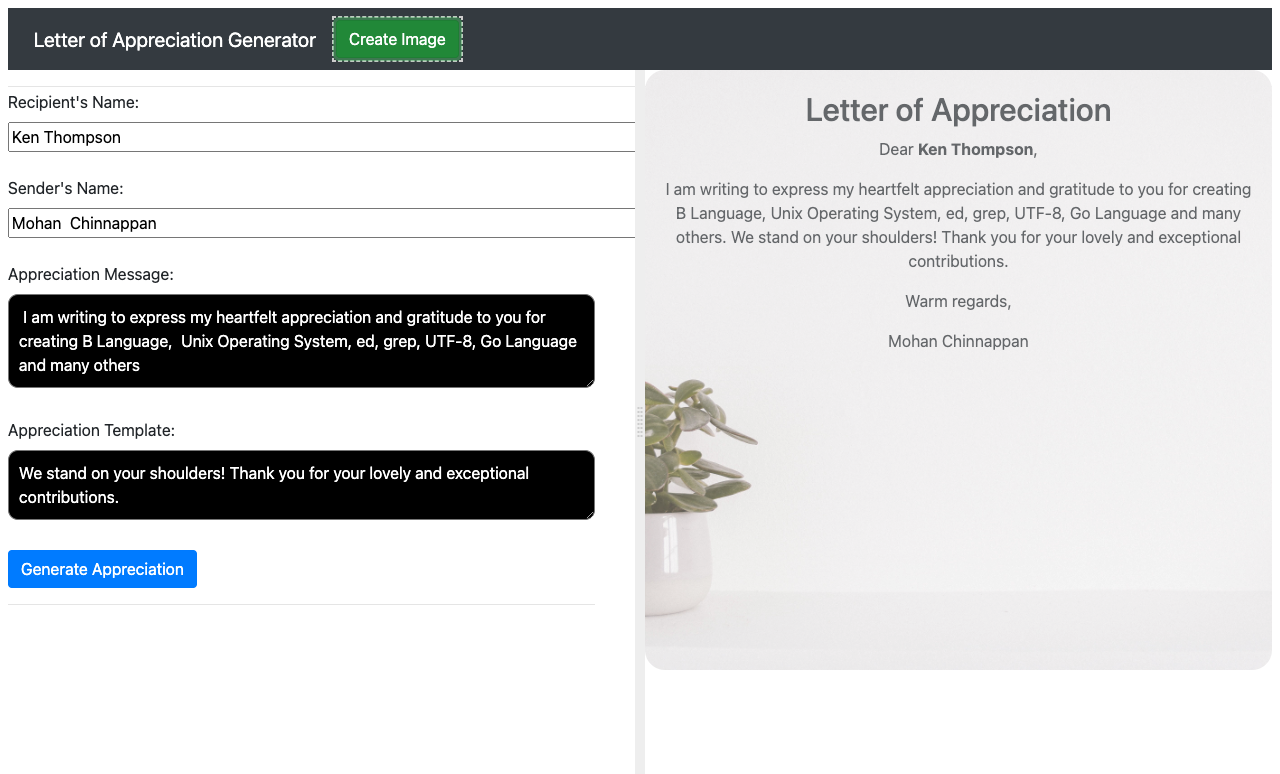 Letter of Appreciation Generator
Create Image
Recipient's Name:
Ken Thompson
Sender's Name:
Mohan  Chinnappan
Appreciation Message:
I am writing to express my heartfelt appreciation and gratitude to you for
creating B Language,  Unix Operating System, ed, grep, UTF-8, Go Language
and many others
Appreciation Template:
We stand on your shoulders! Thank you for your lovely and exceptional
contributions.
Generate Appreciation
Letter of Appreciation
Dear Ken Thompson,
I am writing to express my heartfelt appreciation and gratitude to you for creating
B Language, Unix Operating System, ed, grep, UTF-8, Go Language and many
others. We stand on your shoulders! Thank you for your lovely and exceptional
contributions.
Warm regards,
Mohan Chinnappan